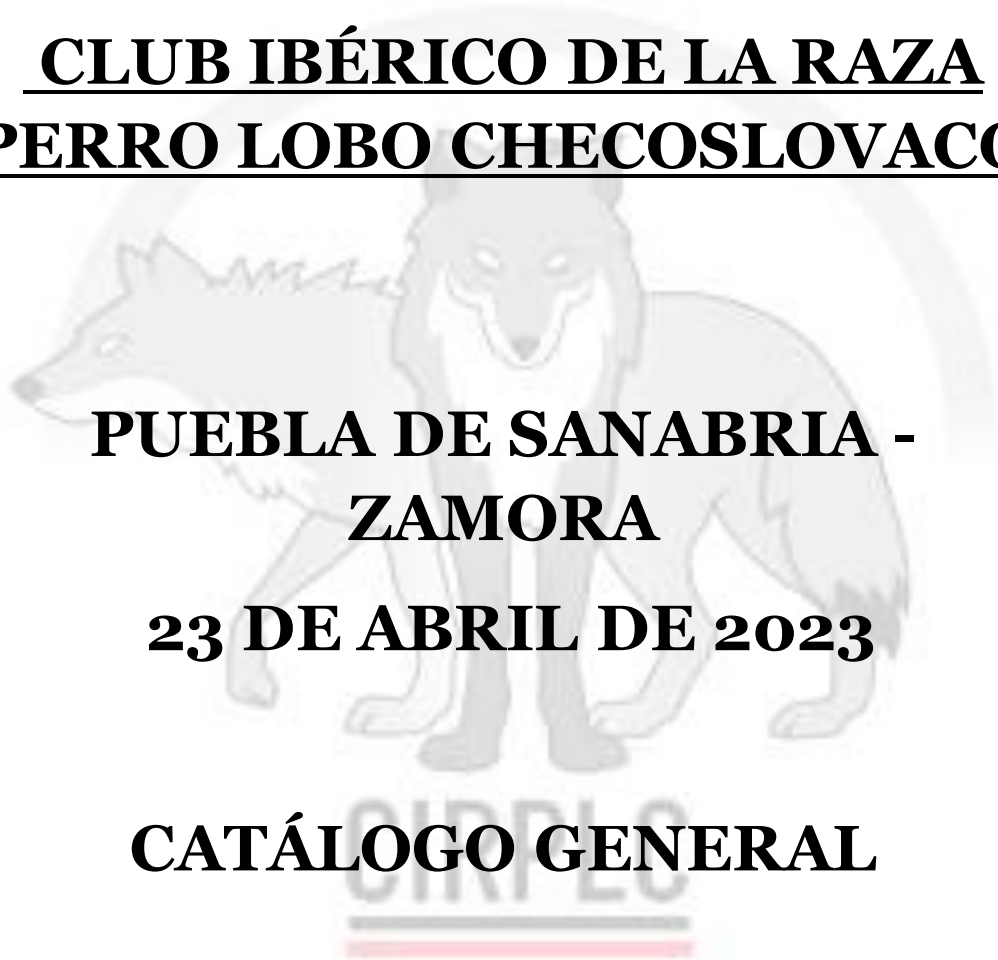 CLUB IBÉRICO DE LA RAZA
PERRO LOBO CHECOSLOVACO
PUEBLA DE SANABRIA -
ZAMORA
23 DE ABRIL DE 2023
CATÁLOGO GENERAL
CIRPLC